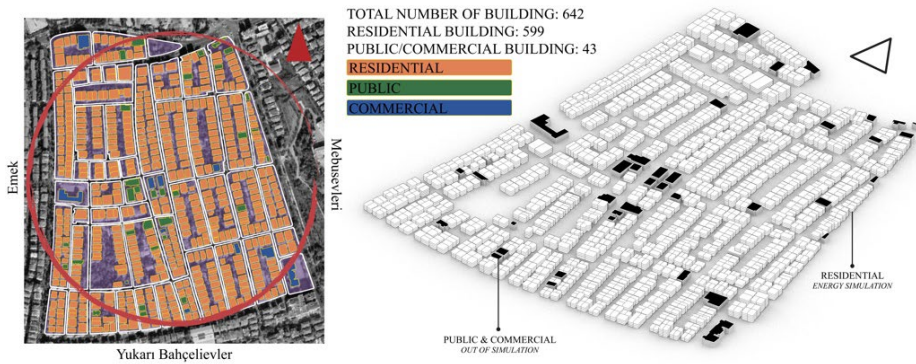 TOTAL NUMBER OF BUILDING: 642
RESIDENTIAL BUILDING: 599
PUBLIC/COMMERCIAL BUILDING: 43
RESIDENTIAL
PUBLIC
COMMERCIAL
Emek
Mebusevleri
Yukarı Bahçelievler
RESIDENTIAL
ENERGY SIMULATION
PUBLIC & COMMERCIAL
OUT OF SIMULATION